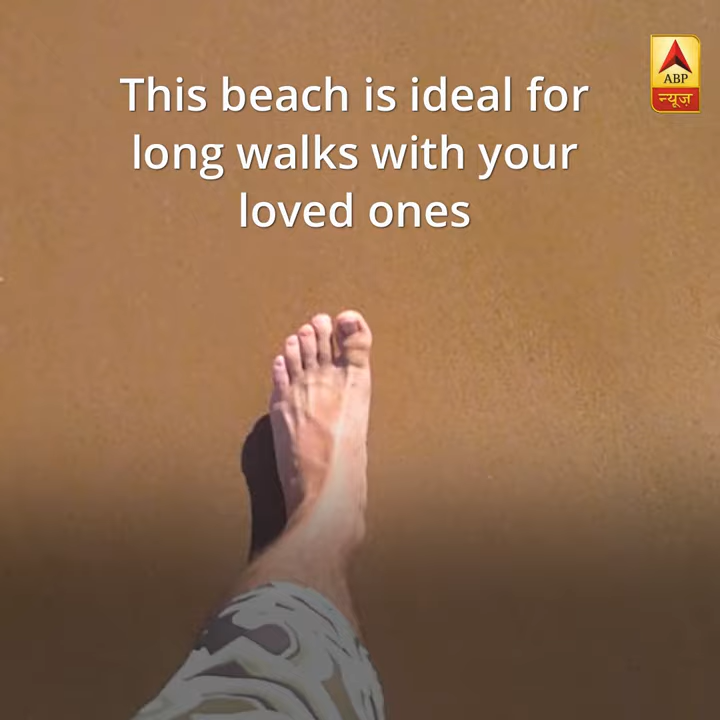 This beach is ideal for
long walks with your
loved ones
ABP
न्यूज़